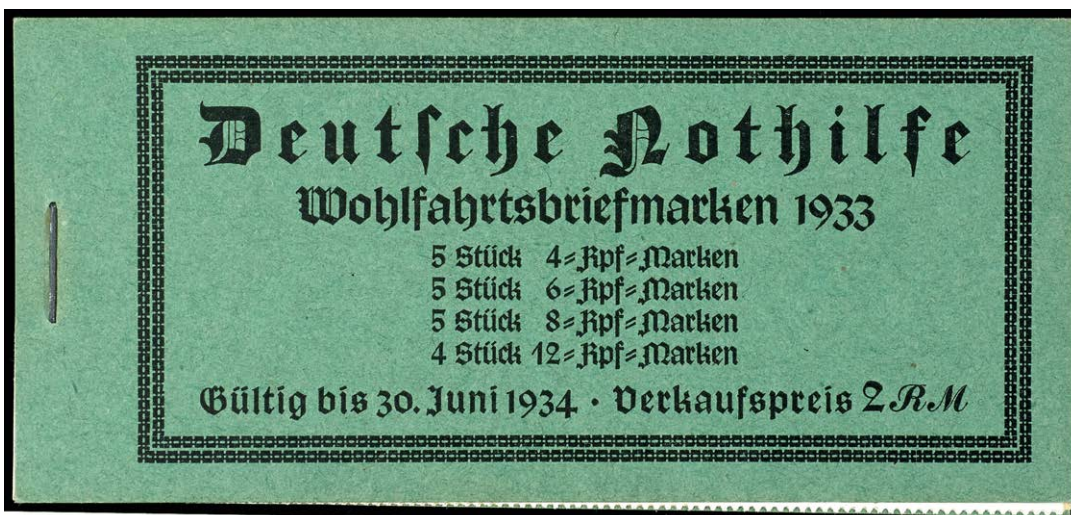 Deutſche Nothilfe
Wohlfahrtsbriefmarken 1933
5 Stück 4=Rpf=Marken
5 Stück 6=Rpf=Marken
5 Stück 8=Rpf=Marken
4 Stück 12=Rpf=Marken
Gültig bis 30. Juni 1934 · Verkaufspreis 2 RM